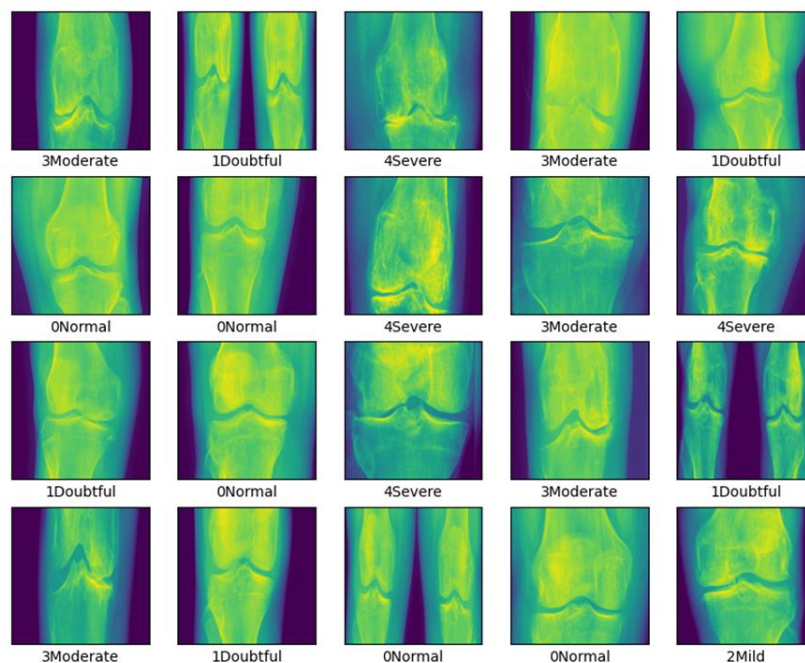 3Moderate 1Doubtful 4Severe 3Moderate 1Doubtful
0Normal 0Normal 4Severe 3Moderate 4Severe
1Doubtful 0Normal 4Severe 3Moderate 1Doubtful
3Moderate 1Doubtful 0Normal 0Normal 2Mild